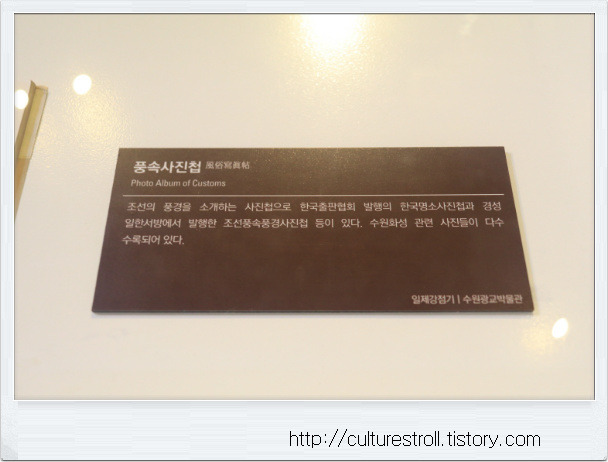 풍속사진첩 風俗寫眞帖
Photo Album of Customs
조선의 풍경을 소개하는 사진첩으로 한국출판협회 발행의 한국명소사진첩과 경성
일한서방에서 발행한 조선풍속풍경사진첩 등이 있다. 수원화성 관련 사진들이 다수
수록되어 있다.
일제강점기 | 수원광교박물관
http://culturestroll.tistory.com